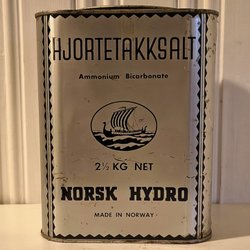 HJORTETAKKSALT
Ammonium Bicarbonate
2½ KG NET
NORSK HYDRO
MADE IN NORWAY